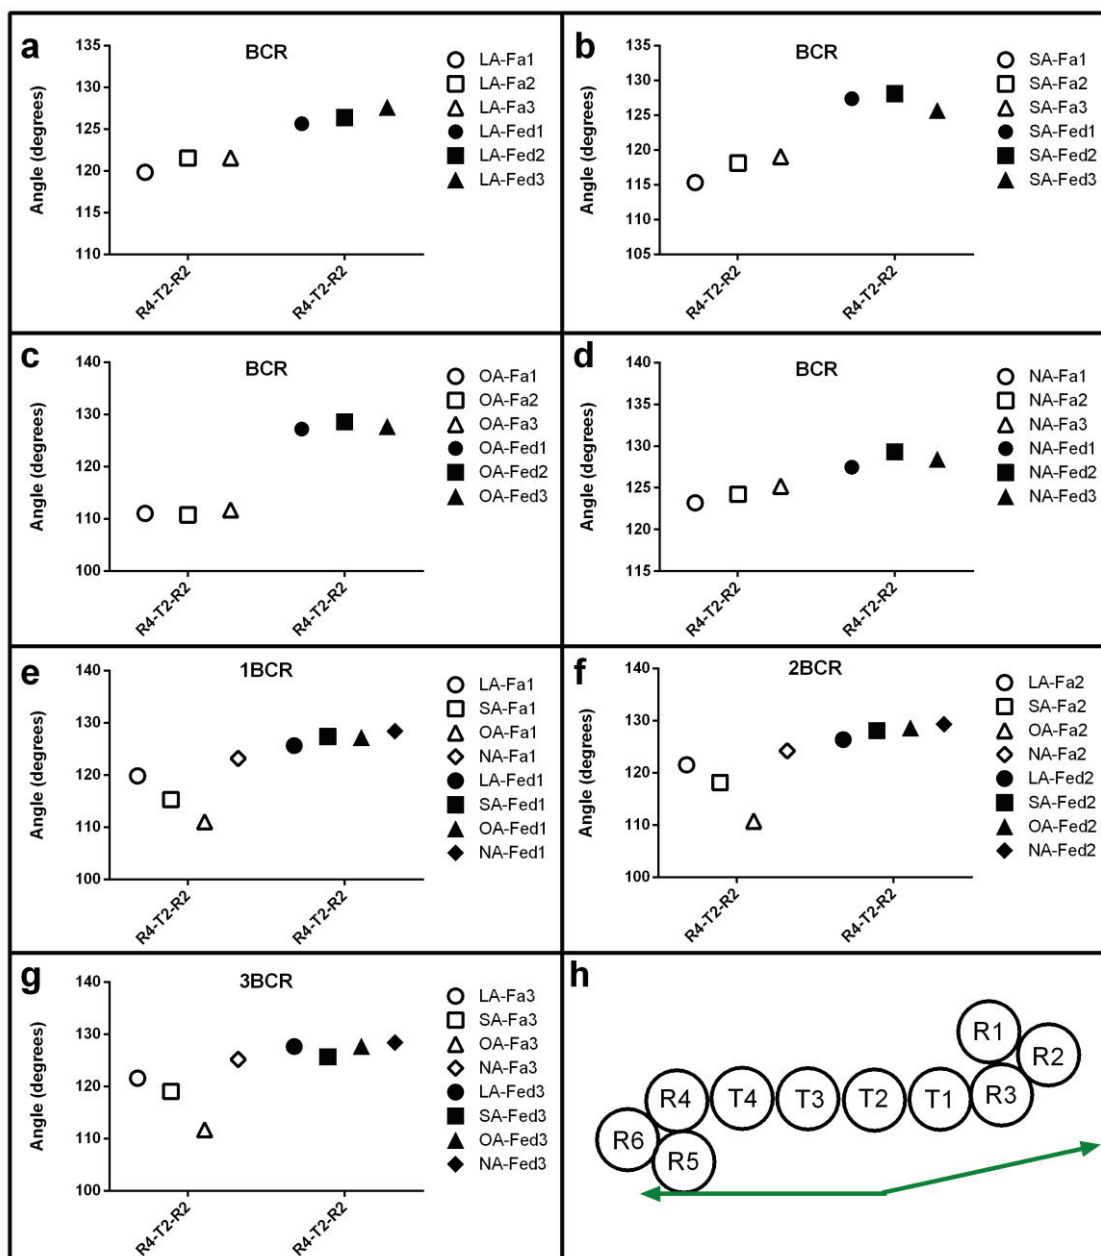 a
BCR
Angle (degrees)
135
130
125
120
115
110
R4-T2-R2
R4-T2-R2
LA-Fa1
LA-Fa2
LA-Fa3
LA-Fed1
LA-Fed2
LA-Fed3
b
BCR
Angle (degrees)
135
130
125
120
115
110
105
R4-T2-R2
R4-T2-R2
SA-Fa1
SA-Fa2
SA-Fa3
SA-Fed1
SA-Fed2
SA-Fed3
c
BCR
Angle (degrees)
140
130
120
110
100
R4-T2-R2
R4-T2-R2
OA-Fa1
OA-Fa2
OA-Fa3
OA-Fed1
OA-Fed2
OA-Fed3
d
BCR
Angle (degrees)
140
135
130
125
120
115
R4-T2-R2
R4-T2-R2
NA-Fa1
NA-Fa2
NA-Fa3
NA-Fed1
NA-Fed2
NA-Fed3
e
1BCR
Angle (degrees)
140
130
120
110
100
R4-T2-R2
R4-T2-R2
LA-Fa1
SA-Fa1
OA-Fa1
NA-Fa1
LA-Fed1
SA-Fed1
OA-Fed1
NA-Fed1
f
2BCR
Angle (degrees)
140
130
120
110
100
R4-T2-R2
R4-T2-R2
LA-Fa2
SA-Fa2
OA-Fa2
NA-Fa2
LA-Fed2
SA-Fed2
OA-Fed2
NA-Fed2
g
3BCR
Angle (degrees)
140
130
120
110
100
R4-T2-R2
R4-T2-R2
LA-Fa3
SA-Fa3
OA-Fa3
NA-Fa3
LA-Fed3
SA-Fed3
OA-Fed3
NA-Fed3
h
R1
R2
R4 T4 T3 T2 T1 R3
R6
R5